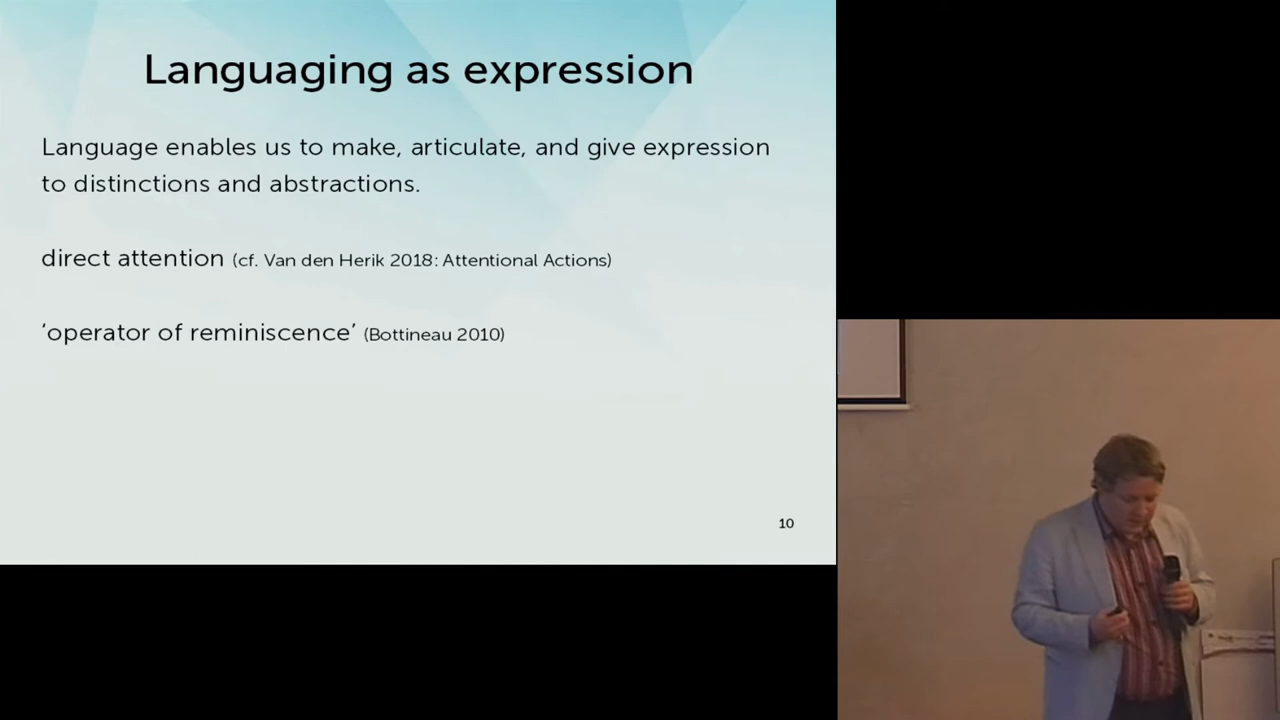 Languaging as expression
Language enables us to make, articulate, and give expression
to distinctions and abstractions.
direct attention (cf. Van den Herik 2018: Attentional Actions)
‘operator of reminiscence’ (Bottineau 2010)
10